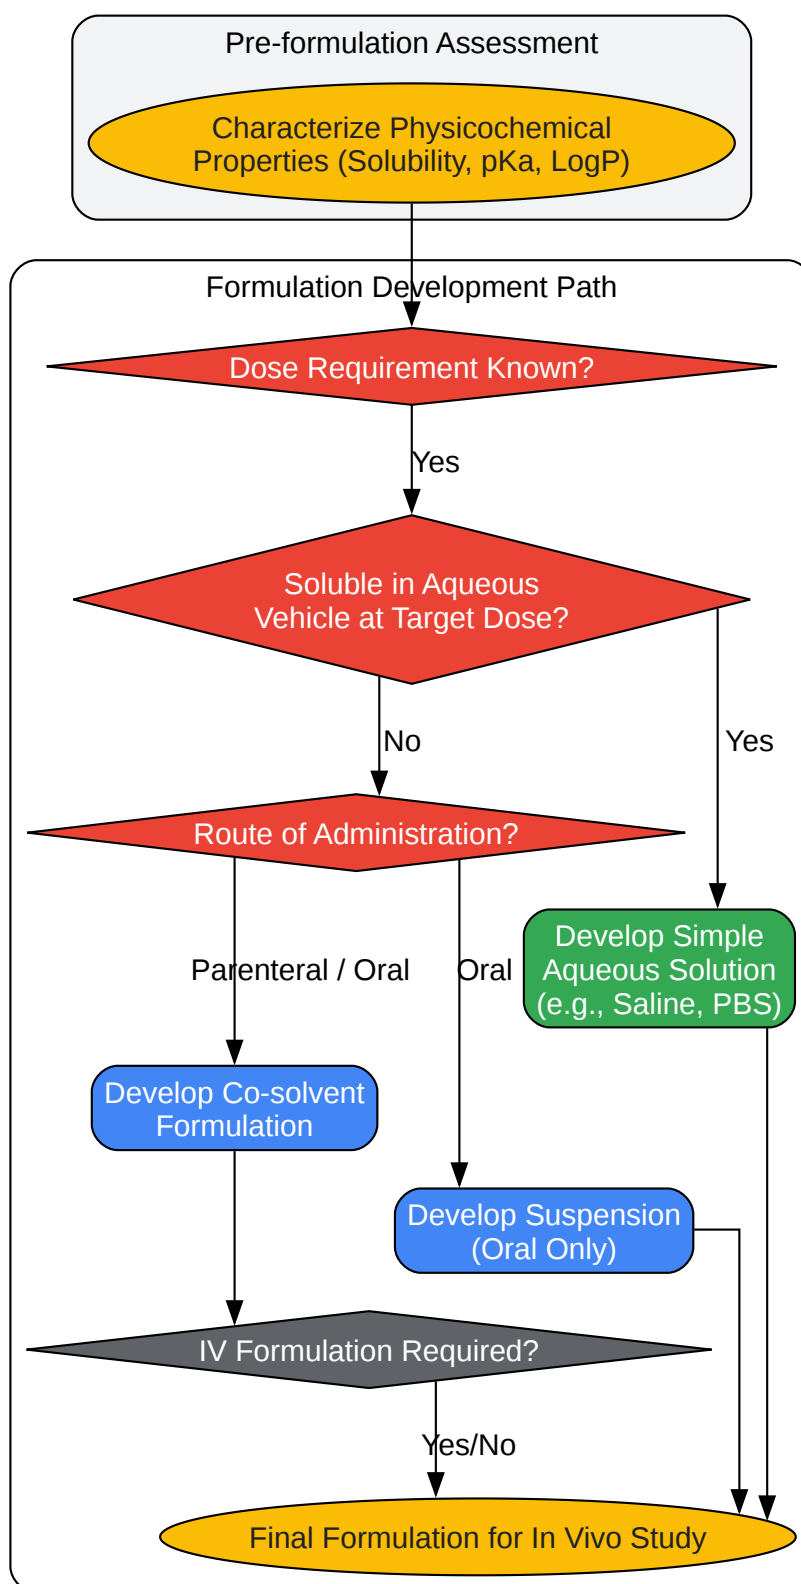 Pre-formulation Assessment
Characterize Physicochemical
Properties (Solubility, pKa, LogP)
Formulation Development Path
Dose Requirement Known?
Yes
Soluble in Aqueous
Vehicle at Target Dose?
No
Yes
Route of Administration?
Parenteral / Oral
Oral
Develop Simple
Aqueous Solution
(e.g., Saline, PBS)
Develop Co-solvent
Formulation
Develop Suspension
(Oral Only)
IV Formulation Required?
Yes/No
Final Formulation for In Vivo Study